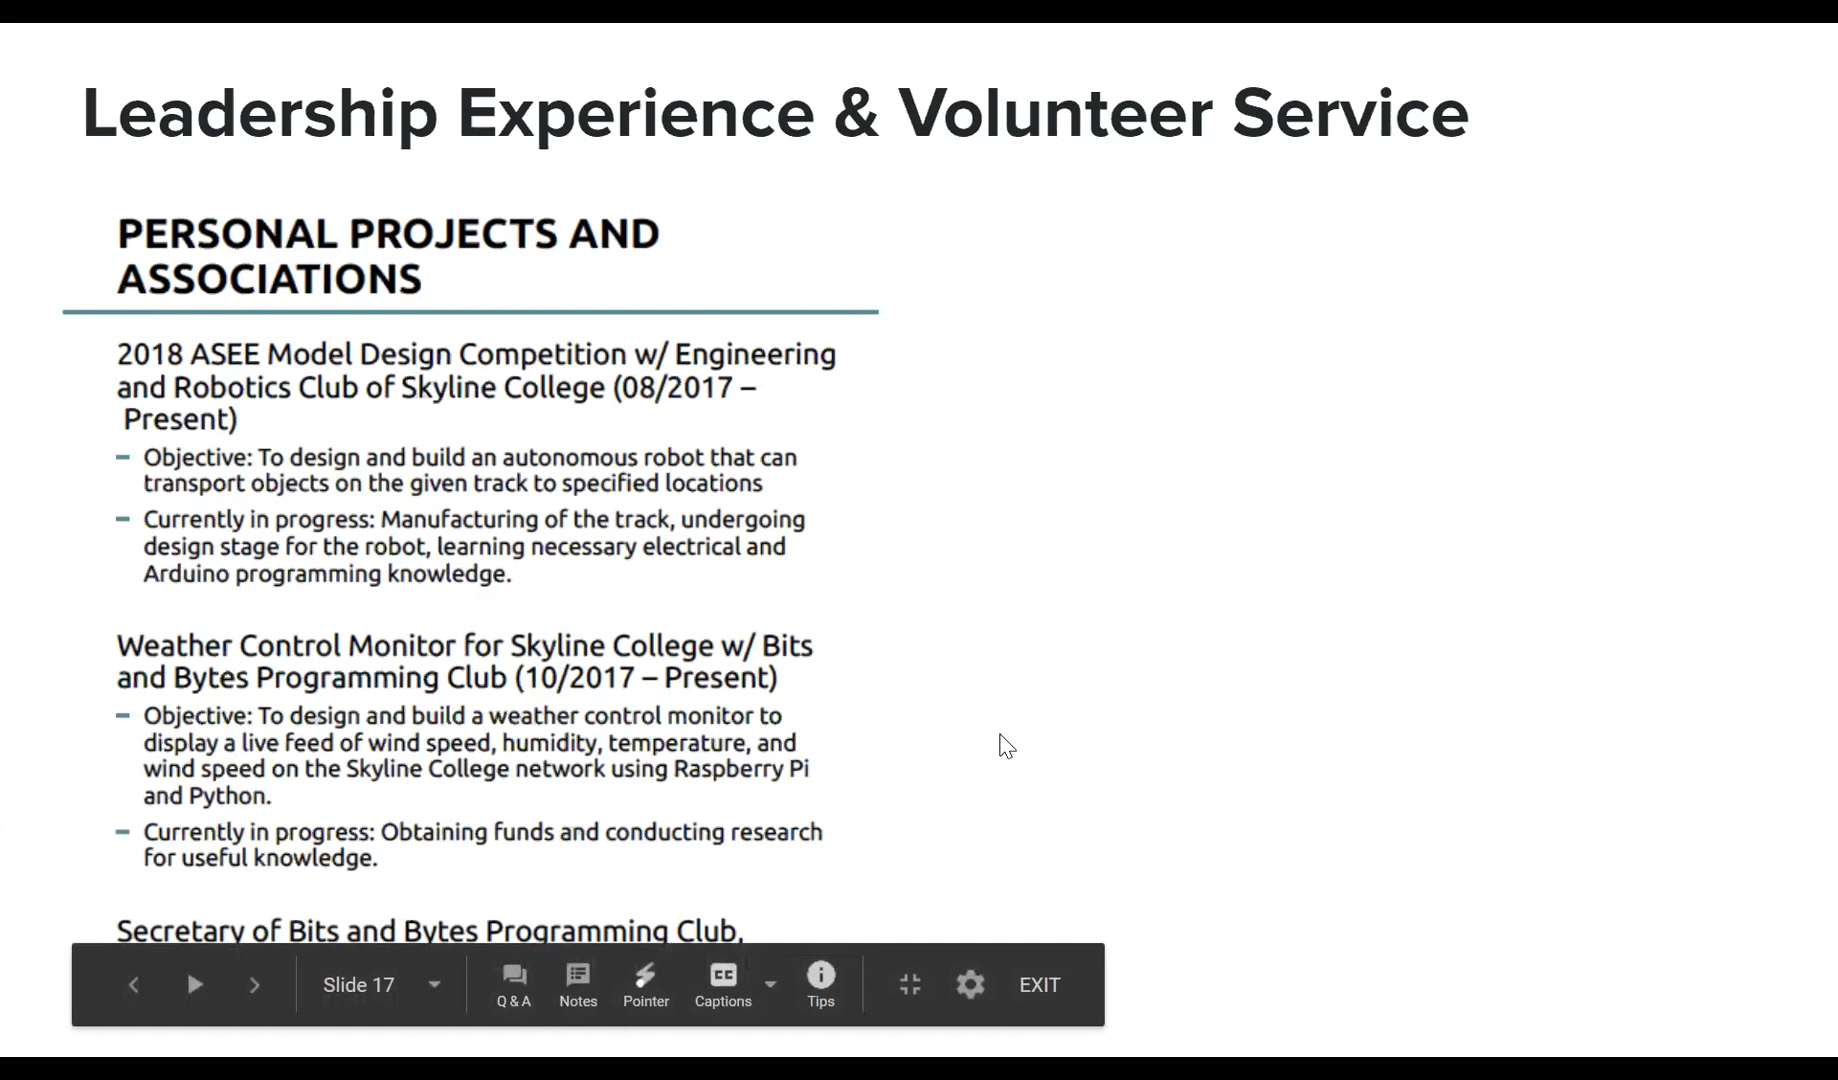 Leadership Experience & Volunteer Service
PERSONAL PROJECTS AND
ASSOCIATIONS
2018 ASEE Model Design Competition w/ Engineering
and Robotics Club of Skyline College (08/2017 –
Present)
Objective: To design and build an autonomous robot that can
transport objects on the given track to specified locations
Currently in progress: Manufacturing of the track, undergoing
design stage for the robot, learning necessary electrical and
Arduino programming knowledge.
Weather Control Monitor for Skyline College w/ Bits
and Bytes Programming Club (10/2017 – Present)
Objective: To design and build a weather control monitor to
display a live feed of wind speed, humidity, temperature, and
wind speed on the Skyline College network using Raspberry Pi
and Python.
Currently in progress: Obtaining funds and conducting research
for useful knowledge.
Secretary of Bits and Bytes Programming Club,
Slide 17
Q & A
Notes
Pointer
CC
Captions
Tips
EXIT